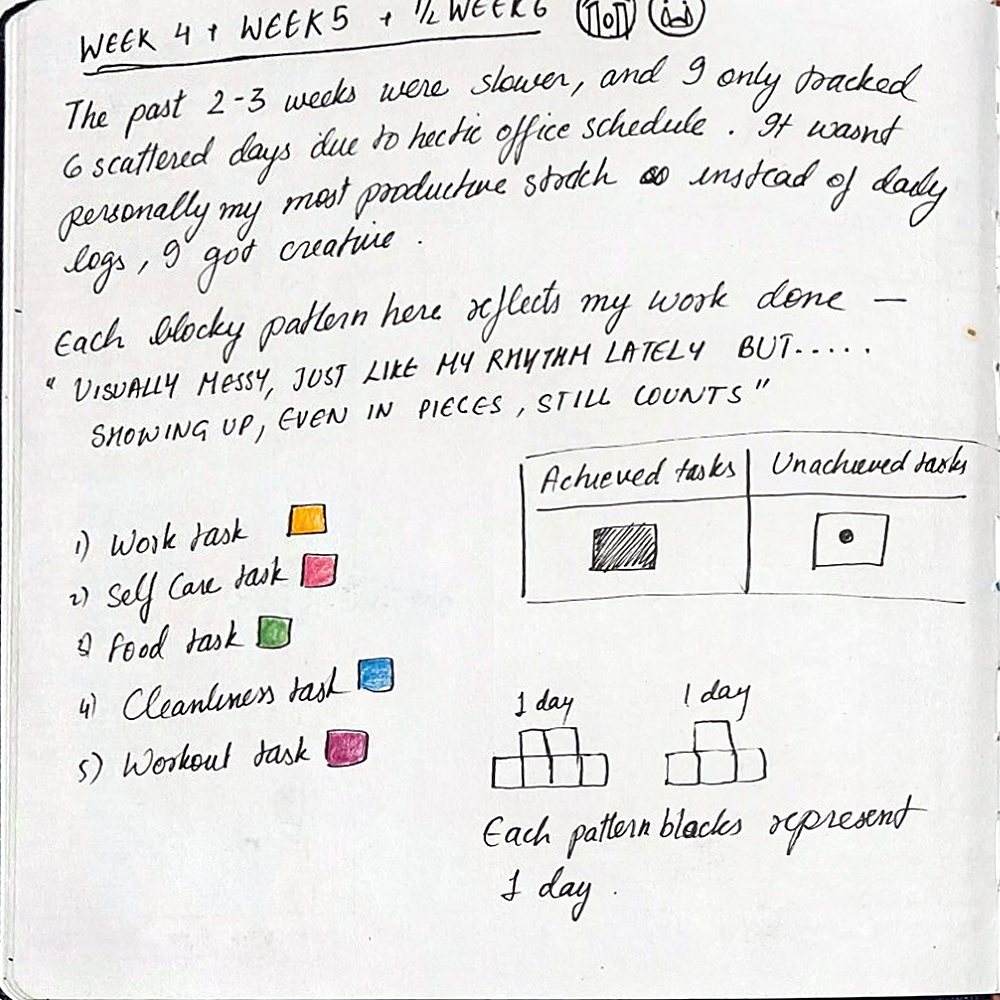 WEEK 4 + WEEK 5 + 1/2 WEEK 6
The past 2-3 weeks were slower, and I only tracked
6 scattered days due to hectic office schedule. It wasnt
personally my most productive stretch so instead of daily
logs, I got creative.
Each blocky pattern here reflects my work done —
"VISUALLY MESSY, JUST LIKE MY RHYTHM LATELY BUT.....
SHOWING UP, EVEN IN PIECES, STILL COUNTS"
Achieved tasks Unachieved tasks
1) Work task
2) Self Care task
3) Food task
4) Cleanliness task
5) Workout task
1 day 1 day
Each pattern blocks represent
1 day.